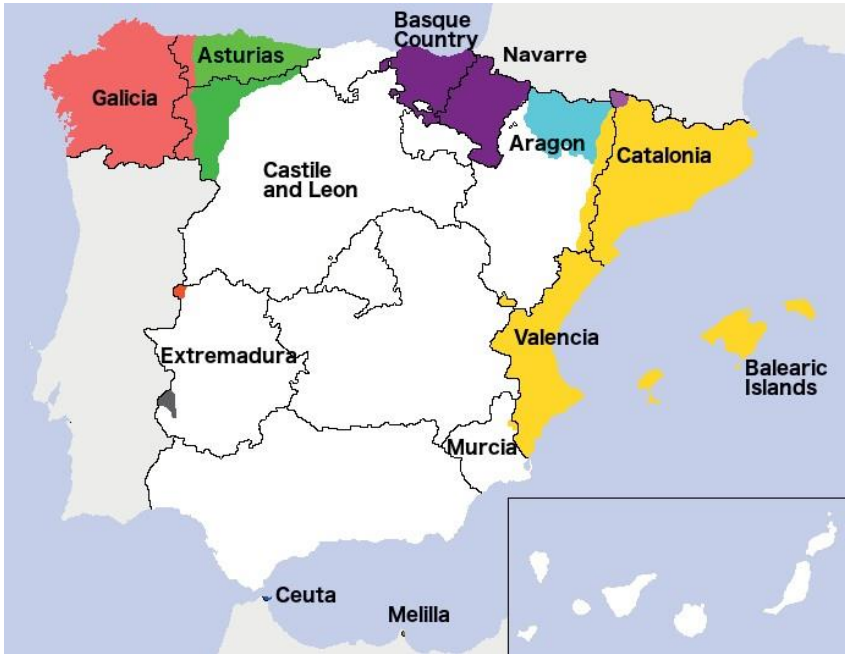 Basque
Country
Asturias
Navarre
Galicia
Aragon
Catalonia
Castile
and Leon
Valencia
Extremadura
Balearic
Islands
Murcia
Ceuta
Melilla